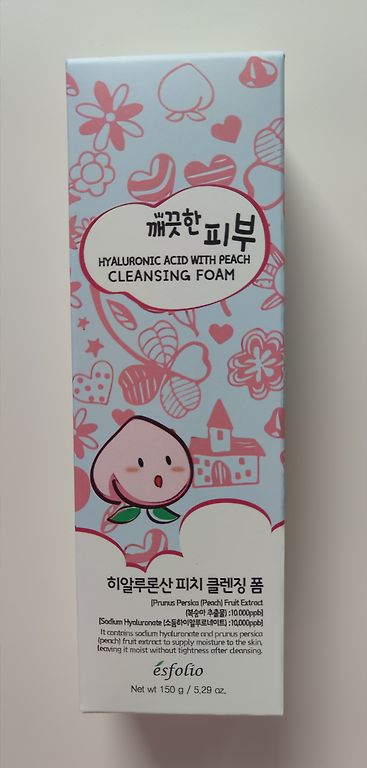 깨끗한 피부
HYALURONIC ACID WITH PEACH
CLEANSING FOAM
히알루론산 피치 클렌징 폼
[Prunus Persica (Peach) Fruit Extract
(복숭아 추출물) :10,000ppb]
[Sodium Hyaluronate (소듐하이알루로네이트) :10,000ppb]
It contains sodium hyaluronate and prunus persica
(peach) fruit extract to supply moisture to the skin,
leaving it moist without tightness after cleansing.
esfolio
Net wt 150 g / 5.29 oz.